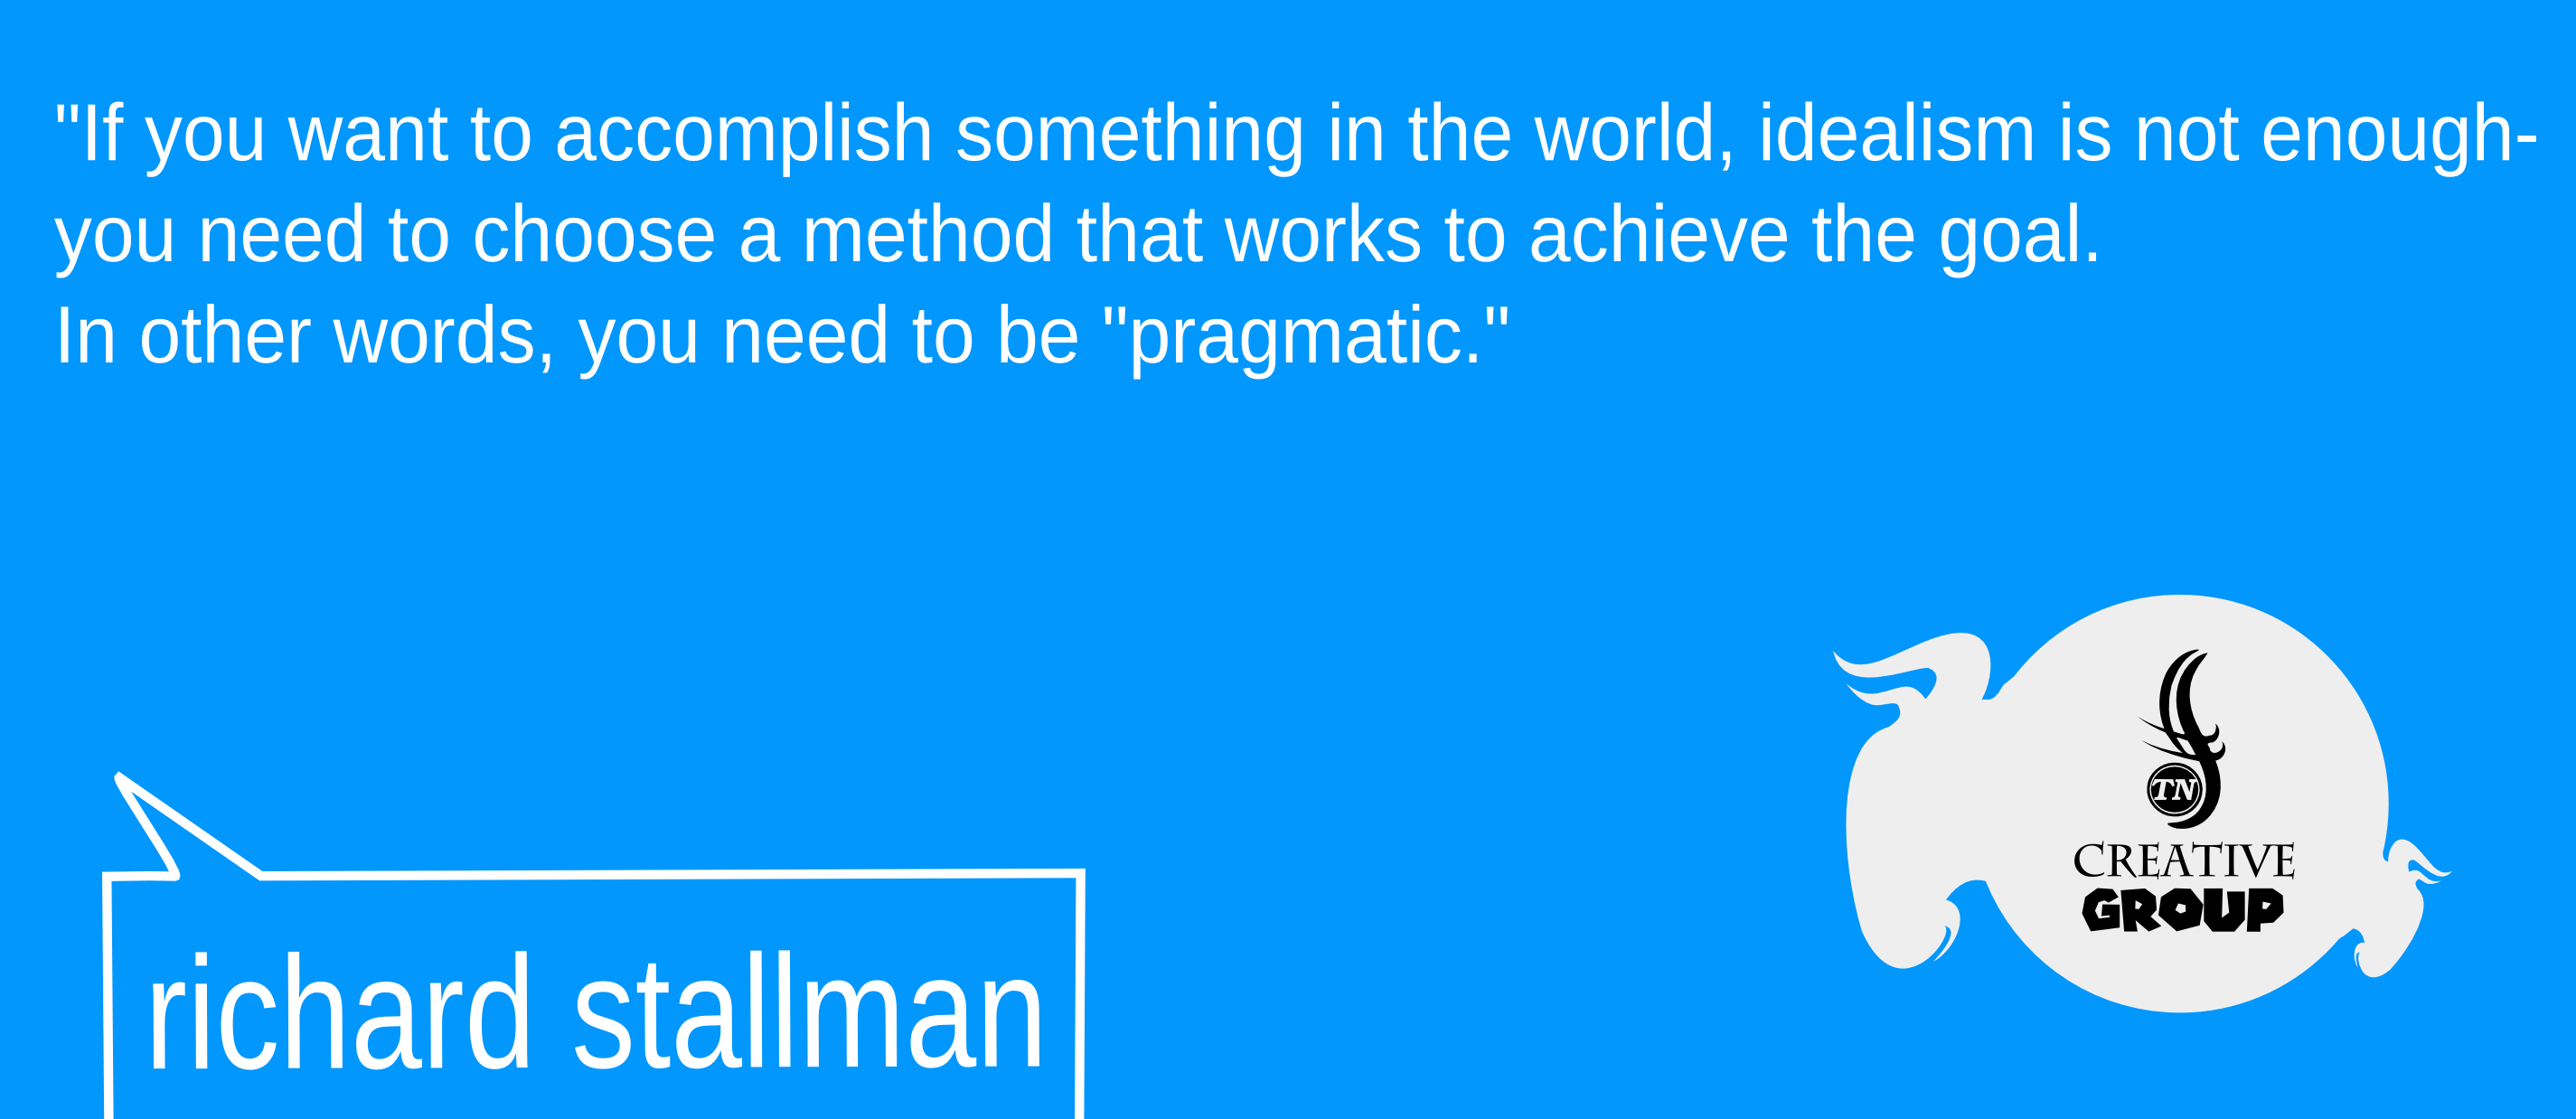 "If you want to accomplish something in the world, idealism is not enough-
you need to choose a method that works to achieve the goal.
In other words, you need to be "pragmatic."
richard stallman
TN
CREATIVE
GROUP